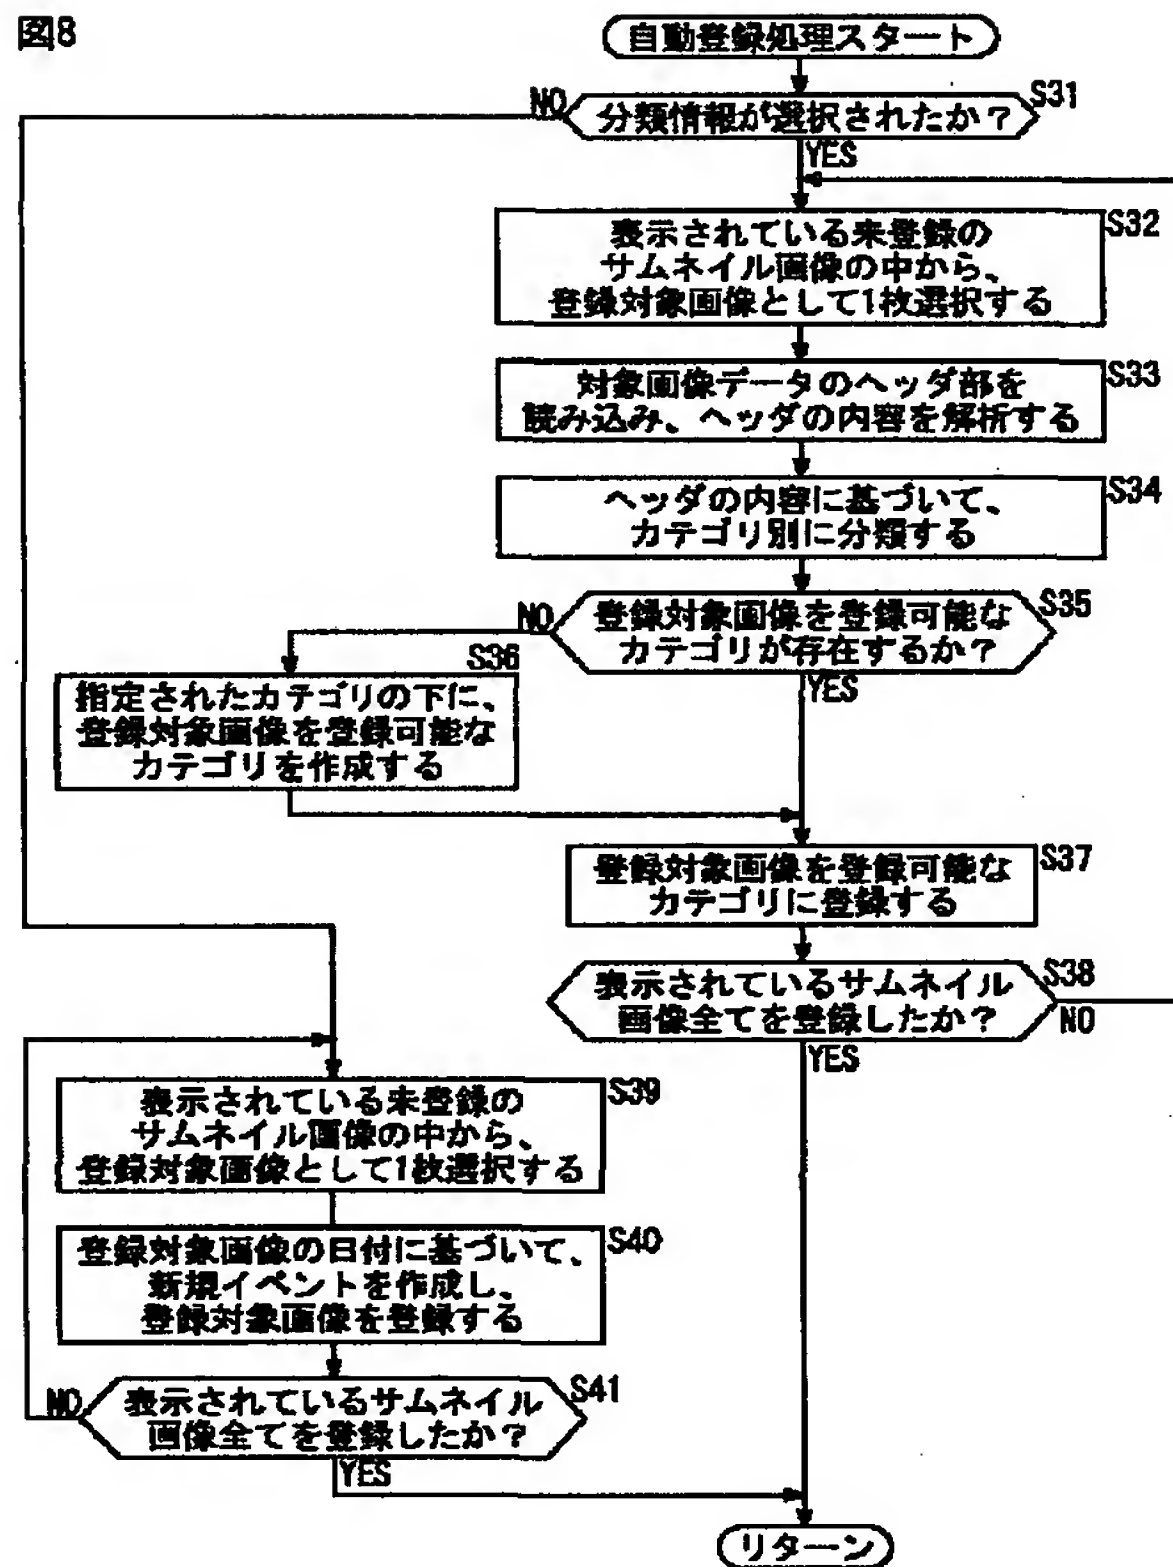 図8
自動登録処理スタート
S31
分類情報が選択されたか？
NO
YES
S32
表示されている未登録の
サムネイル画像の中から、
登録対象画像として1枚選択する
S33
対象画像データのヘッダ部を
読み込み、ヘッダの内容を解析する
S34
ヘッダの内容に基づいて、
カテゴリ別に分類する
S35
登録対象画像を登録可能な
カテゴリが存在するか？
NO
YES
S36
指定されたカテゴリの下に、
登録対象画像を登録可能な
カテゴリを作成する
S37
登録対象画像を登録可能な
カテゴリに登録する
S38
表示されているサムネイル
画像全てを登録したか？
NO
YES
S39
表示されている未登録の
サムネイル画像の中から、
登録対象画像として1枚選択する
S40
登録対象画像の日付に基づいて、
新規イベントを作成し、
登録対象画像を登録する
S41
表示されているサムネイル
画像全てを登録したか？
NO
YES
リターン